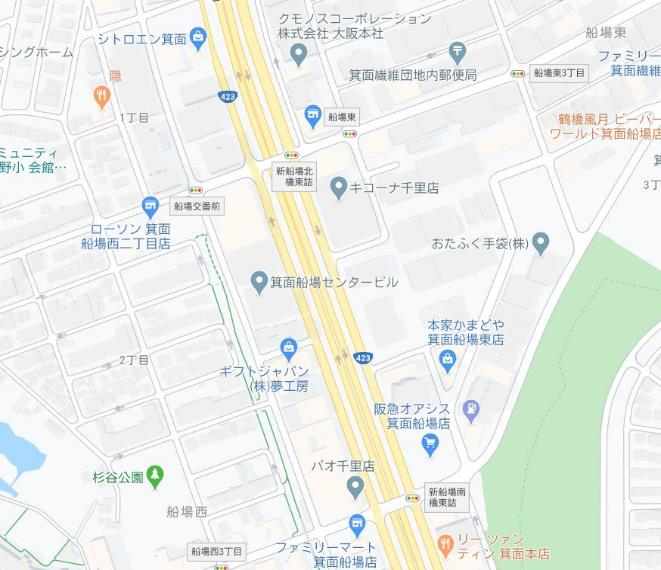 クモノスコーポレーション
株式会社 大阪本社
船場東
シトロエン箕面
シングホーム
箕面繊維団地内郵便局
ファミリー
箕面船
船場東3丁目
隠
423
1丁目
船場東
鶴橋風月 ビーバー
ワールド箕面船場店
ミュニティ
野小 会館…
新船場北
橋東詰
キコーナ千里店
3丁
船場交番前
ローソン 箕面
船場西二丁目店
おたふく手袋(株)
箕面船場センタービル
本家かまどや
箕面船場東店
2丁目
423
ギフトジャパン
(株)夢工房
阪急オアシス
箕面船場店
パオ千里店
杉谷公園
新船場南
橋東詰
船場西
船場西3丁目
ファミリーマート
箕面船場店
リー ツァン
ティン 箕面本店